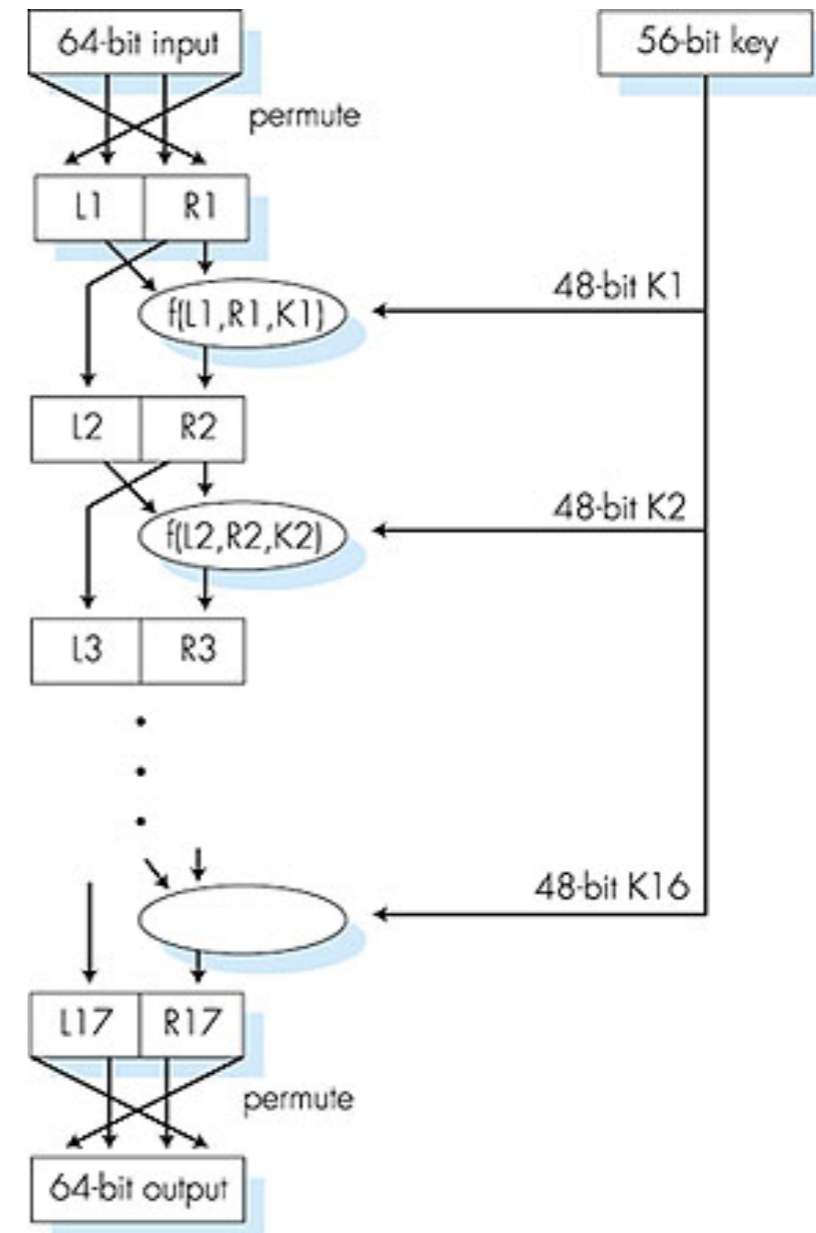 64-bit input
56-bit key
permute
L1 R1
48-bit K1
f(L1,R1,K1)
L2 R2
48-bit K2
f(L2,R2,K2)
L3 R3
48-bit K16
L17 R17
permute
64-bit output